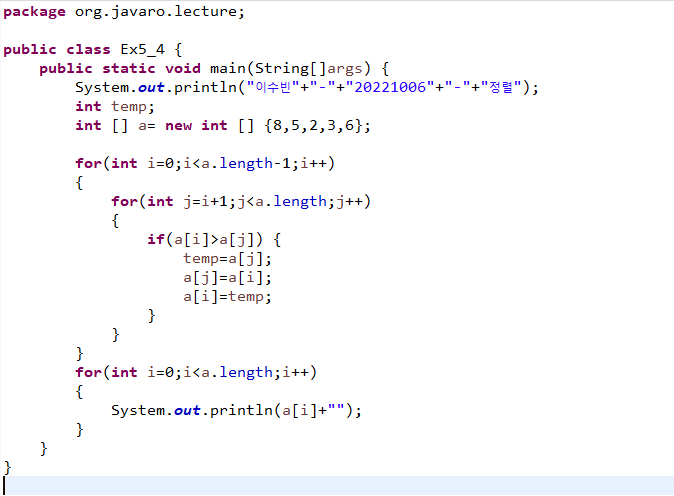 package org.javaro.lecture;

public class Ex5_4 {
    public static void main(String[]args) {
        System.out.println("이수빈"+"-"+"20221006"+"-"+"정렬");
        int temp;
        int [] a= new int [] {8,5,2,3,6};

        for(int i=0;i<a.length-1;i++)
        {
            for(int j=i+1;j<a.length;j++)
            {
                if(a[i]>a[j]) {
                    temp=a[j];
                    a[j]=a[i];
                    a[i]=temp;
                }
            }
        }
        for(int i=0;i<a.length;i++)
        {
            System.out.println(a[i]+"");
        }
    }
}